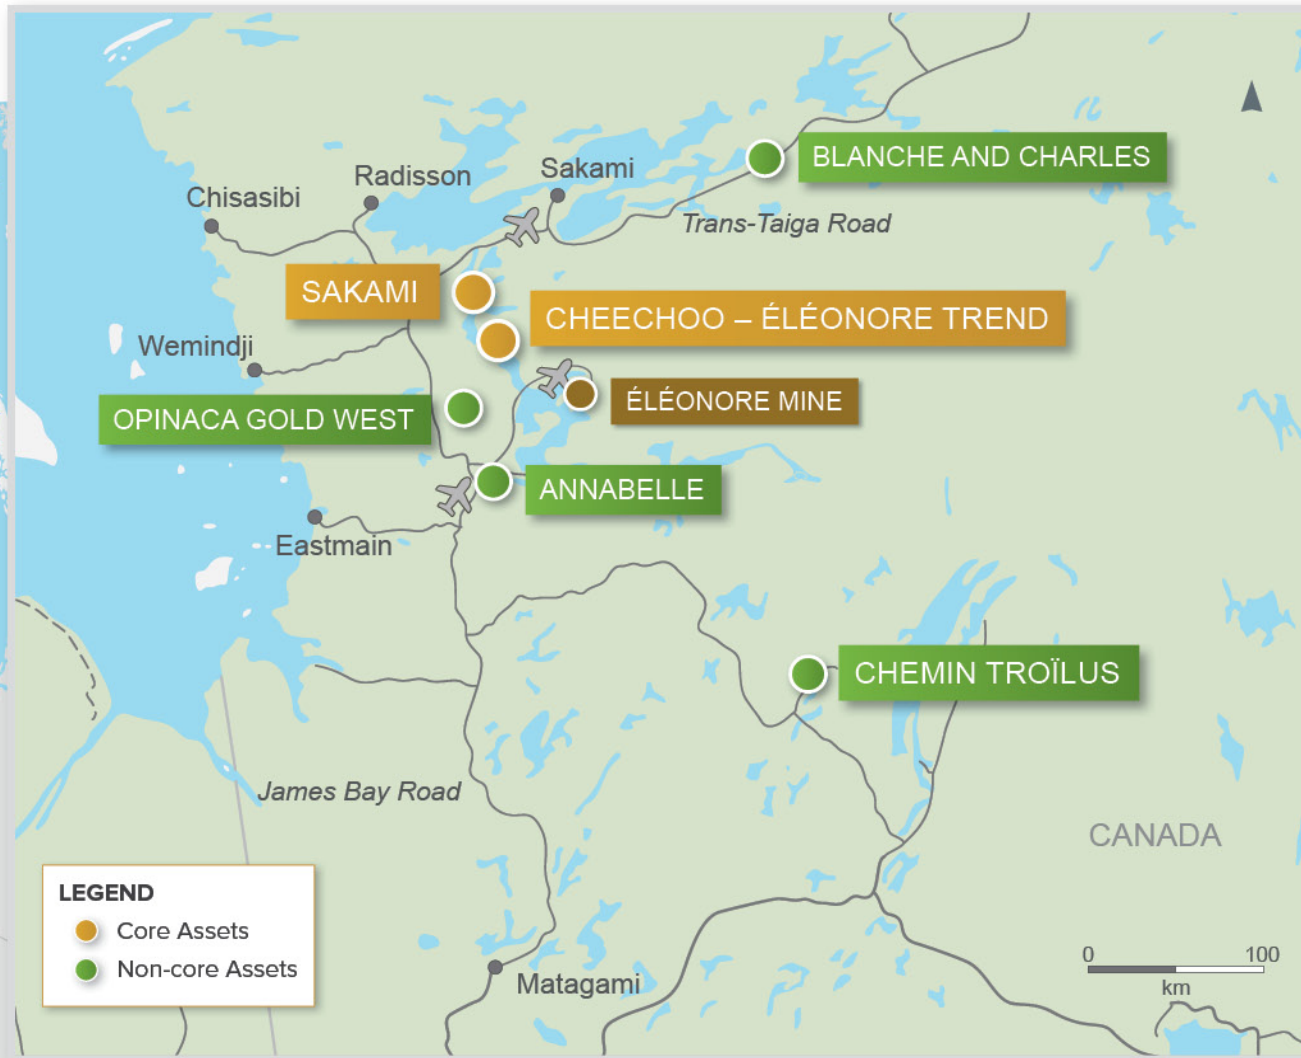 BLANCHE AND CHARLES
Sakami
Radisson
Chisasibi
Trans-Taiga Road
SAKAMI
CHEECHOO – ÉLÉONORE TREND
Wemindji
ÉLÉONORE MINE
OPINACA GOLD WEST
ANNABELLE
Eastmain
CHEMIN TROÏLUS
James Bay Road
CANADA
LEGEND
Core Assets
Non-core Assets
0 100
km
Matagami